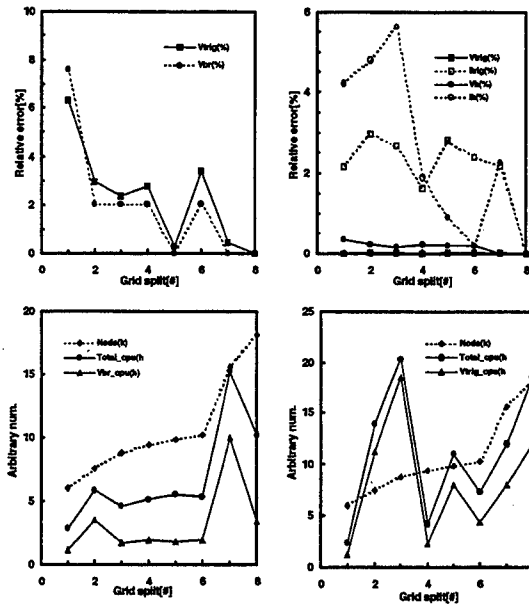 Relative error[%]
10
8
6
4
2
0
Vtrig(%)
Vbr(%)
0 2 4 6 8
Grid split[#]
Relative error[%]
6
4
2
0
Vtrig(%)
Itrig(%)
Vh(%)
Ih(%)
0 2 4 6 8
Grid split[#]
Arbitrary num.
20
15
10
5
0
Node(k)
Total_cpu(h
Vbr_cpu(h)
0 2 4 6 8
Grid split[#]
Arbitrary num.
25
20
15
10
5
0
Node(k)
Total_cpu(h
Vtrig_cpu(h
0 2 4 6 8
Grid split[#]